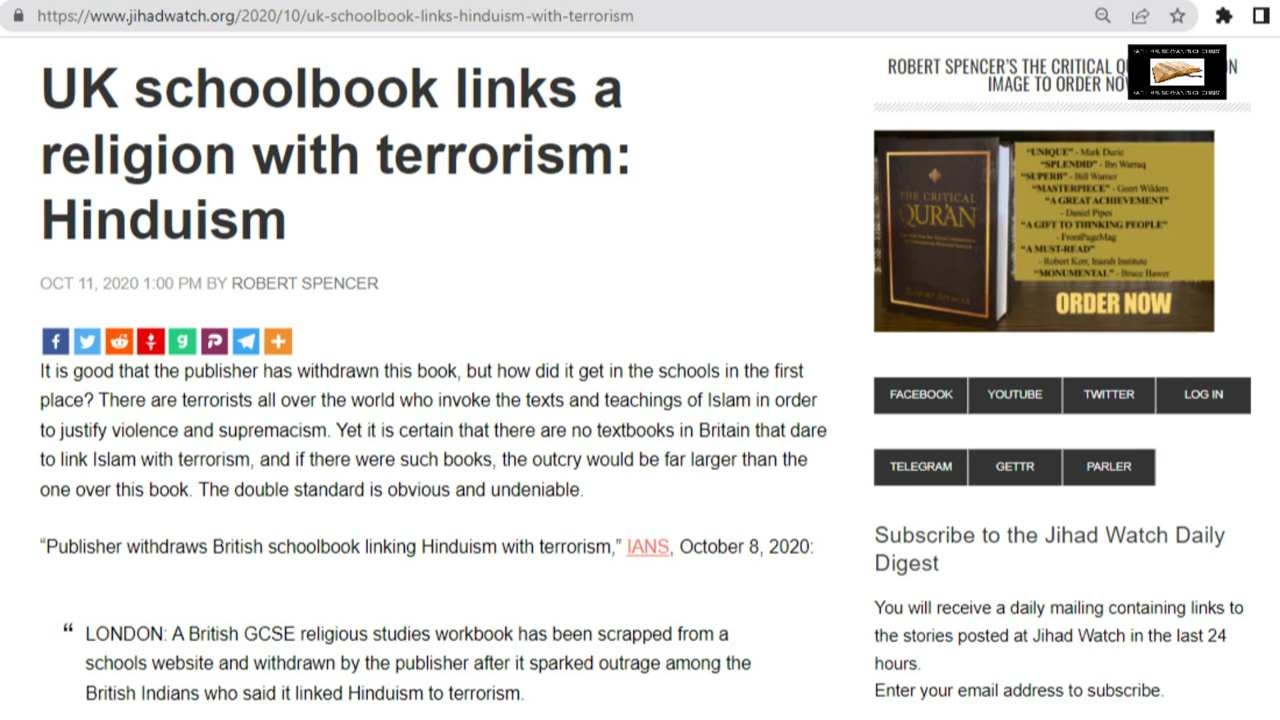 https://www.jihadwatch.org/2020/10/uk-schoolbook-links-hinduism-with-terrorism
UK schoolbook links a
religion with terrorism:
Hinduism
OCT 11, 2020 1:00 PM BY ROBERT SPENCER
It is good that the publisher has withdrawn this book, but how did it get in the schools in the first
place? There are terrorists all over the world who invoke the texts and teachings of Islam in order
to justify violence and supremacism. Yet it is certain that there are no textbooks in Britain that dare
to link Islam with terrorism, and if there were such books, the outcry would be far larger than the
one over this book. The double standard is obvious and undeniable.
“Publisher withdraws British schoolbook linking Hinduism with terrorism,” IANS, October 8, 2020:
“ LONDON: A British GCSE religious studies workbook has been scrapped from a
schools website and withdrawn by the publisher after it sparked outrage among the
British Indians who said it linked Hinduism to terrorism.
ROBERT SPENCER'S THE CRITICAL
IMAGE TO ORDER
THE CRITICAL
QUR'AN
ROBERT SPENCER
"UNIQUE" - Mark Durie
"SPLENDID" - Ibn Warraq
"SUPERB" - Bill Warner
"MASTERPIECE" - Geert Wilders
"A GREAT ACHIEVEMENT"
- Daniel Pipes
"A GIFT TO THINKING PEOPLE"
- FrontPageMag
"A MUST-READ"
- Robert Kerr, Inarah Institute
"MONUMENTAL" - Bruce Bawer
ORDER NOW
FACEBOOK YOUTUBE TWITTER LOG IN
TELEGRAM GETTR PARLER
Subscribe to the Jihad Watch Daily
Digest
You will receive a daily mailing containing links to
the stories posted at Jihad Watch in the last 24
hours.
Enter your email address to subscribe.